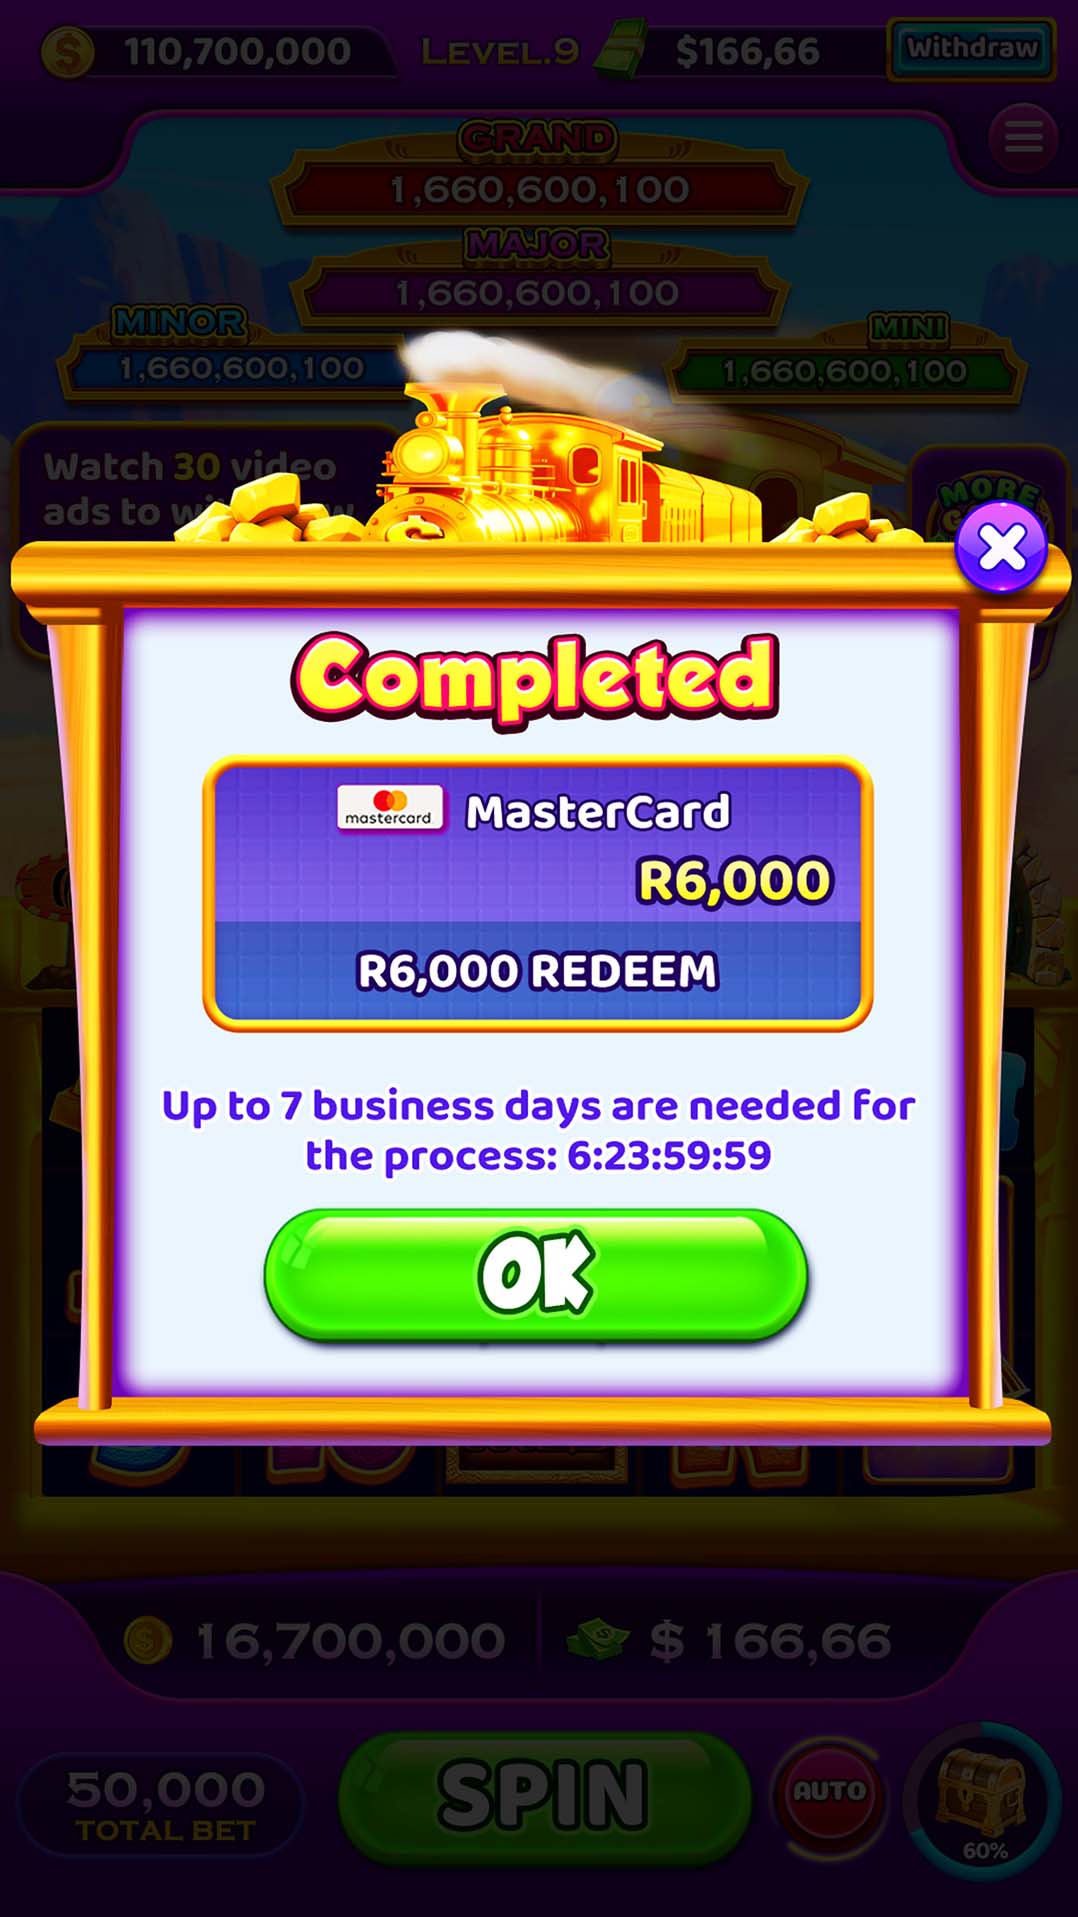 110,700,000
LEVEL.9
$166,66
Withdraw
GRAND
1,660,600,100
MAJOR
1,660,600,100
MINOR
1,660,600,100
MINI
1,660,600,100
Watch 30 video
ads to
MORE
Completed
mastercard
MasterCard
R6,000
R6,000 REDEEM
Up to 7 business days are needed for
the process: 6:23:59:59
OK
16,700,000
$ 166,66
50,000
TOTAL BET
SPIN
AUTO
60%